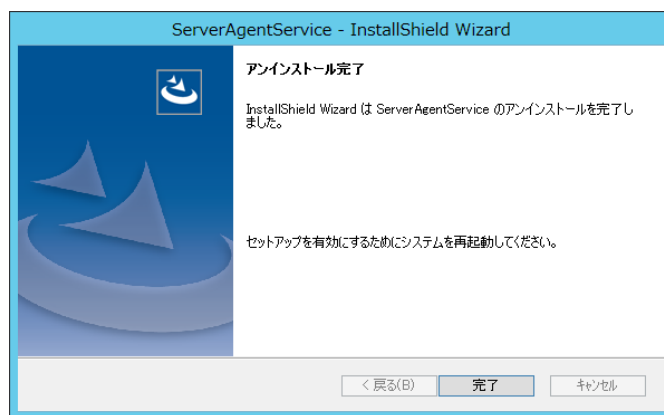 ServerAgentService - InstallShield Wizard
アンインストール完了
InstallShield Wizard は ServerAgentService のアンインストールを完了し
ました。
セットアップを有効にするためにシステムを再起動してください。
< 戻る(B)
完了
キャンセル